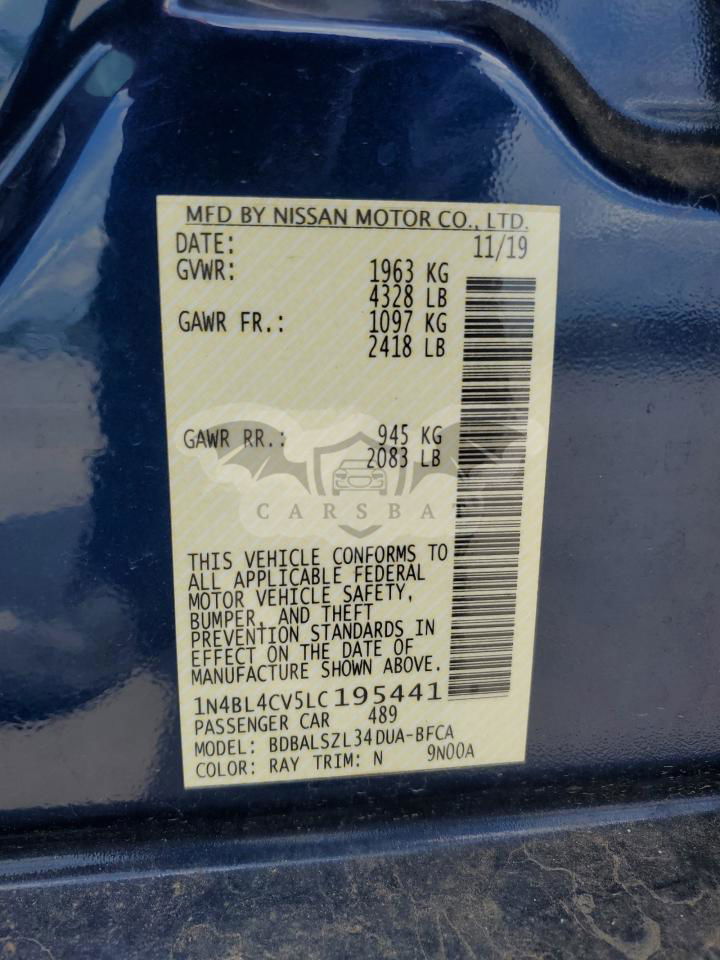 MFD BY NISSAN MOTOR CO., LTD.
DATE: 11/19
GVWR: 1963 KG
4328 LB
GAWR FR.: 1097 KG
2418 LB
GAWR RR.: 945 KG
2083 LB
CARSBAT
THIS VEHICLE CONFORMS TO
ALL APPLICABLE FEDERAL
MOTOR VEHICLE SAFETY,
BUMPER, AND THEFT
PREVENTION STANDARDS IN
EFFECT ON THE DATE OF
MANUFACTURE SHOWN ABOVE.
1N4BL4CV5LC195441
PASSENGER CAR 489
MODEL: BDBALSZL34DUA-BFCA
COLOR: RAY TRIM: N 9N00A